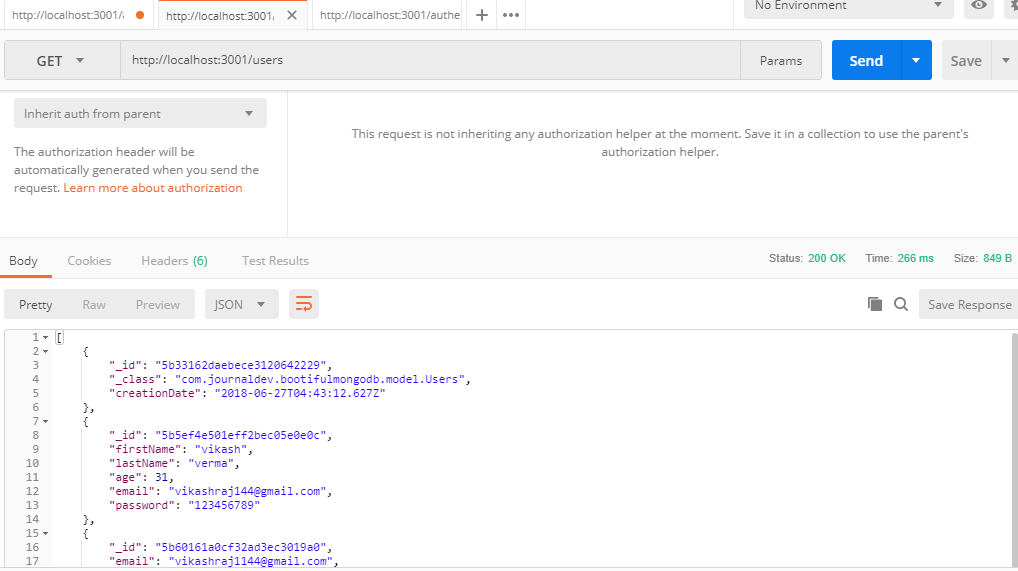 http://localhost:3001/ http://localhost:3001, http://localhost:3001/authe No Environment
GET http://localhost:3001/users Params Send Save
Inherit auth from parent
The authorization header will be
automatically generated when you send the
request. Learn more about authorization
This request is not inheriting any authorization helper at the moment. Save it in a collection to use the parent's
authorization helper.
Body Cookies Headers (6) Test Results Status: 200 OK Time: 266 ms Size: 849 B
Pretty Raw Preview JSON Save Response
1 [
2 {
3 "_id": "5b33162daebece3120642229",
4 "_class": "com.journaldev.bootifulmongodb.model.Users",
5 "creationDate": "2018-06-27T04:43:12.627Z"
6 },
7 {
8 "_id": "5b5ef4e501eff2bec05e0e0c",
9 "firstName": "vikash",
10 "lastName": "verma",
11 "age": 31,
12 "email": "vikashraj144@gmail.com",
13 "password": "123456789"
14 },
15 {
16 "_id": "5b60161a0cf32ad3ec3019a0",
17 "email": "vikashraj1144@gmail.com",